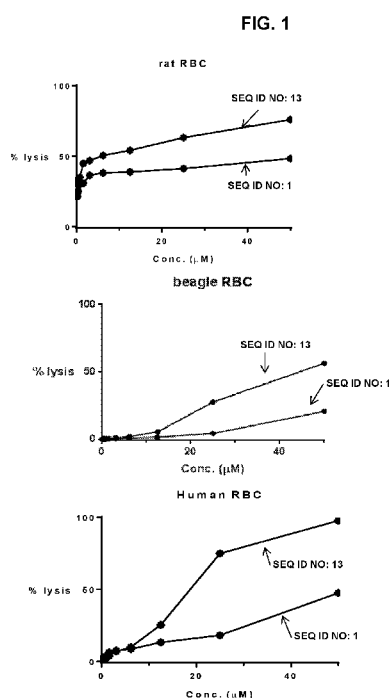 FIG. 1
rat RBC
100
SEQ ID NO: 13
% lysis
50
SEQ ID NO: 1
0
0 20 40
Conc. (µM)
beagle RBC
100
SEQ ID NO: 13
% lysis
50
SEQ ID NO: 1
0
0 20 40
Conc. (µM)
Human RBC
100
% lysis
50
SEQ ID NO: 13
SEQ ID NO: 1
0
0 20 40
Conc. (µM)